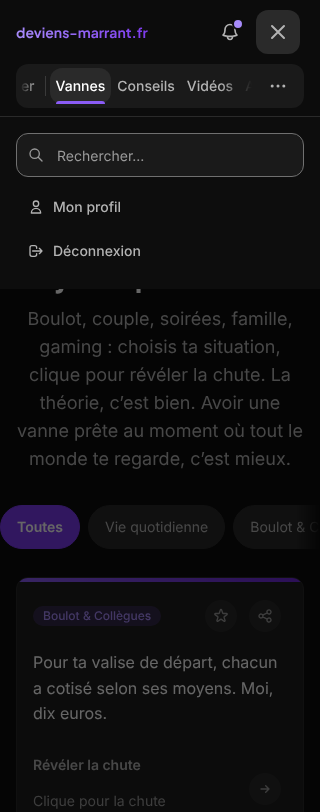 deviens-marrant.fr
er Vannes Conseils Vidéos
Rechercher...
Mon profil
Déconnexion
Boulot, couple, soirées, famille,
gaming : choisis ta situation,
clique pour révéler la chute. La
théorie, c'est bien. Avoir une
vanne prête au moment où tout le
monde te regarde, c'est mieux.
Toutes Vie quotidienne Boulot &
Boulot & Collègues
Pour ta valise de départ, chacun
a cotisé selon ses moyens. Moi,
dix euros.
Révéler la chute
Clique pour la chute